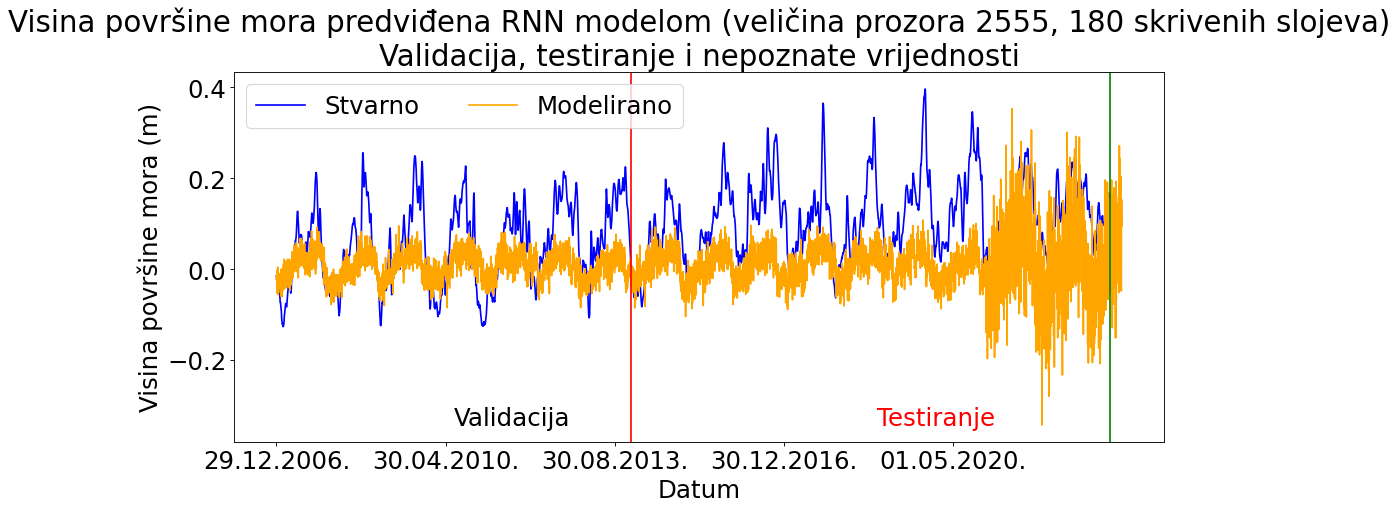 Visina površine mora predviđena RNN modelom (veličina prozora 2555, 180 skrivenih slojeva)
Validacija, testiranje i nepoznate vrijednosti
Stvarno Modelirano
Visina površine mora (m)
0.4
0.2
0.0
−0.2
Validacija Testiranje
29.12.2006. 30.04.2010. 30.08.2013. 30.12.2016. 01.05.2020.
Datum